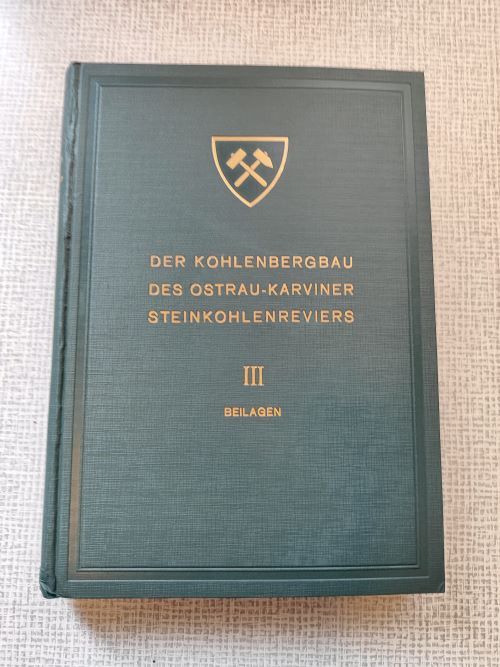 DER KOHLENBERGBAU
DES OSTRAU-KARVINER
STEINKOHLENREVIERS
III
BEILAGEN